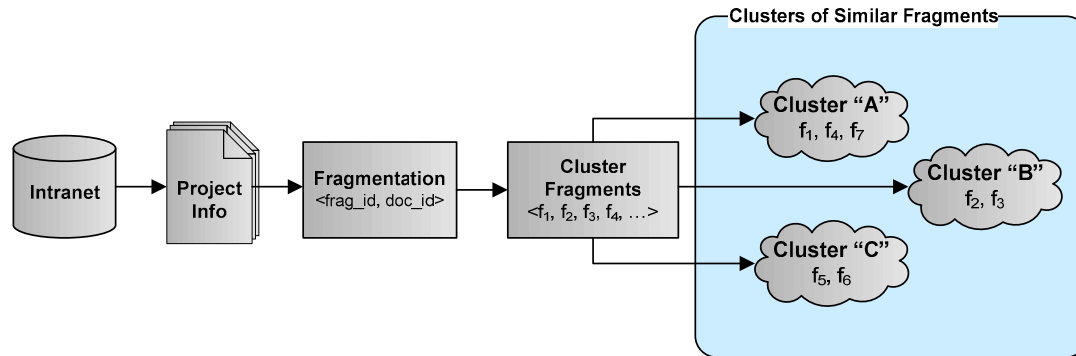 Clusters of Similar Fragments
Intranet
Project
Info
Fragmentation
<frag_id, doc_id>
Cluster
Fragments
<f₁, f₂, f₃, f₄, …>
Cluster “A”
f₁, f₄, f₇
Cluster “B”
f₂, f₃
Cluster “C”
f₅, f₆